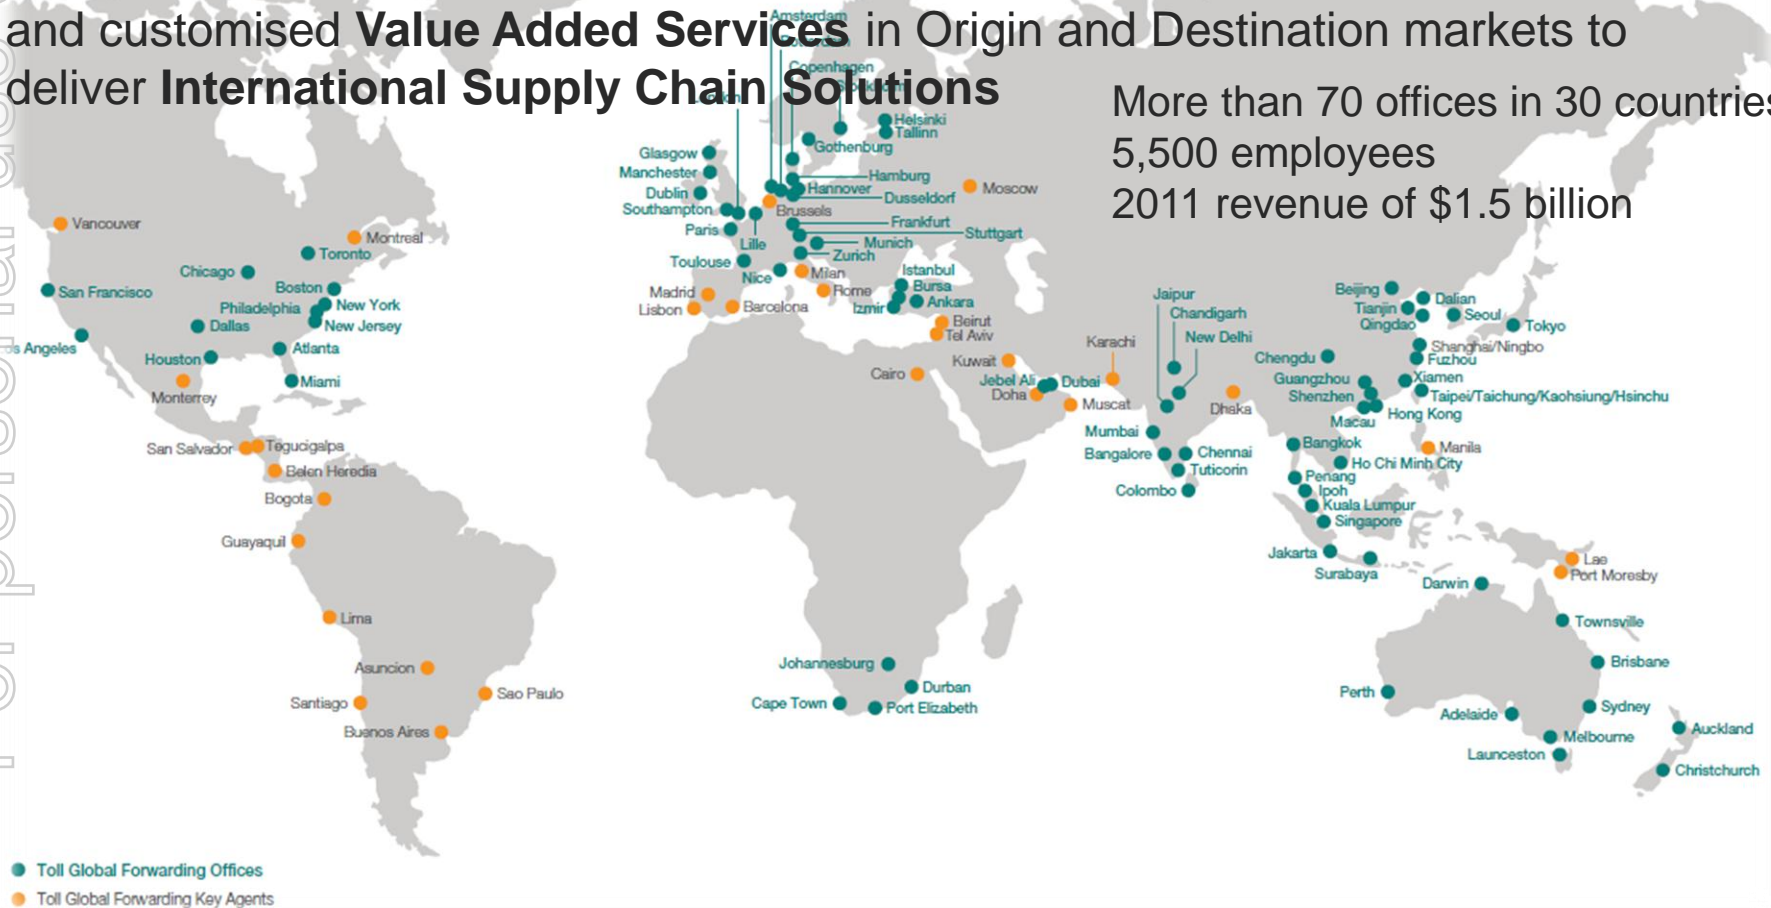 and customised Value Added Services in Origin and Destination markets to
deliver International Supply Chain Solutions
More than 70 offices in 30 countries
5,500 employees
2011 revenue of $1.5 billion
Amsterdam
Copenhagen
Helsinki
Tallinn
Gothenburg
Glasgow
Manchester
Dublin
Southampton
Paris
Lille
Toulouse
Nice
Hamburg
Hannover
Dusseldorf
Brussels
Frankfurt
Stuttgart
Munich
Zurich
Milan
Rome
Madrid
Lisbon
Barcelona
Moscow
Istanbul
Bursa
Izmir
Ankara
Beirut
Tel Aviv
Cairo
Kuwait
Jebel Ali
Dubai
Doha
Muscat
Karachi
Jaipur
Chandigarh
New Delhi
Dhaka
Mumbai
Bangalore
Chennai
Tuticorin
Colombo
Vancouver
Montreal
Toronto
Chicago
Boston
San Francisco
Philadelphia
New York
New Jersey
Dallas
os Angeles
Houston
Atlanta
Miami
Monterrey
San Salvador
Tegucigalpa
Belen Heredia
Bogota
Guayaquil
Lima
Asuncion
Sao Paulo
Santiago
Buenos Aires
Johannesburg
Durban
Cape Town
Port Elizabeth
Beijing
Dalian
Tianjin
Qingdao
Seoul
Tokyo
Shanghai/Ningbo
Chengdu
Fuzhou
Guangzhou
Xiamen
Shenzhen
Taipei/Taichung/Kaohsiung/Hsinchu
Macau
Hong Kong
Bangkok
Manila
Ho Chi Minh City
Penang
Ipoh
Kuala Lumpur
Singapore
Jakarta
Surabaya
Lae
Port Moresby
Darwin
Townsville
Brisbane
Perth
Adelaide
Sydney
Melbourne
Launceston
Auckland
Christchurch
Toll Global Forwarding Offices
Toll Global Forwarding Key Agents
For personal use